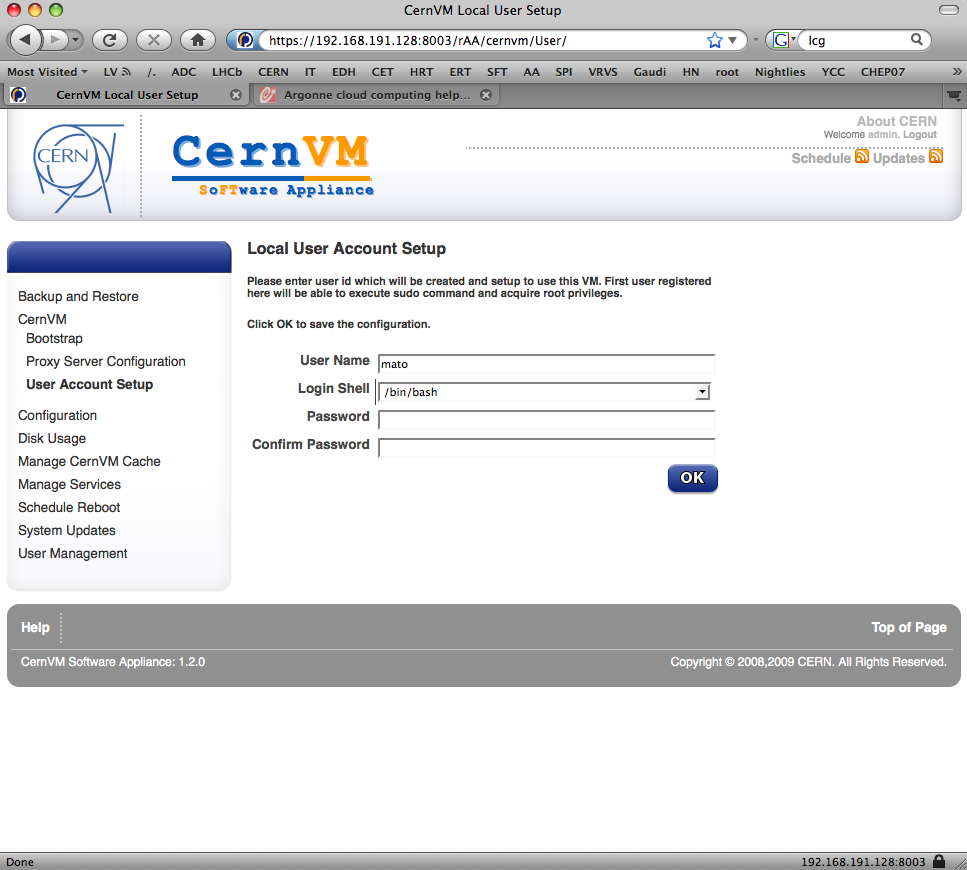 CernVM Local User Setup
https://192.168.191.128:8003/rAA/cernvm/User/
G
lcg
Most Visited
LV
/.
ADC
LHCb
CERN
IT
EDH
CET
HRT
ERT
SFT
AA
SPI
VRVS
Gaudi
HN
root
Nightlies
YCC
CHEP07
»
CernVM Local User Setup
Argonne cloud computing help...
CERN
CernVM
SoFTware Appliance
About CERN
Welcome admin. Logout
Schedule Updates
Backup and Restore
CernVM
Bootstrap
Proxy Server Configuration
User Account Setup
Configuration
Disk Usage
Manage CernVM Cache
Manage Services
Schedule Reboot
System Updates
User Management
Local User Account Setup
Please enter user id which will be created and setup to use this VM. First user registered
here will be able to execute sudo command and acquire root privileges.
Click OK to save the configuration.
User Name mato
Login Shell /bin/bash
Password
Confirm Password
OK
Help
Top of Page
CernVM Software Appliance: 1.2.0
Copyright © 2008,2009 CERN. All Rights Reserved.
Done
192.168.191.128:8003